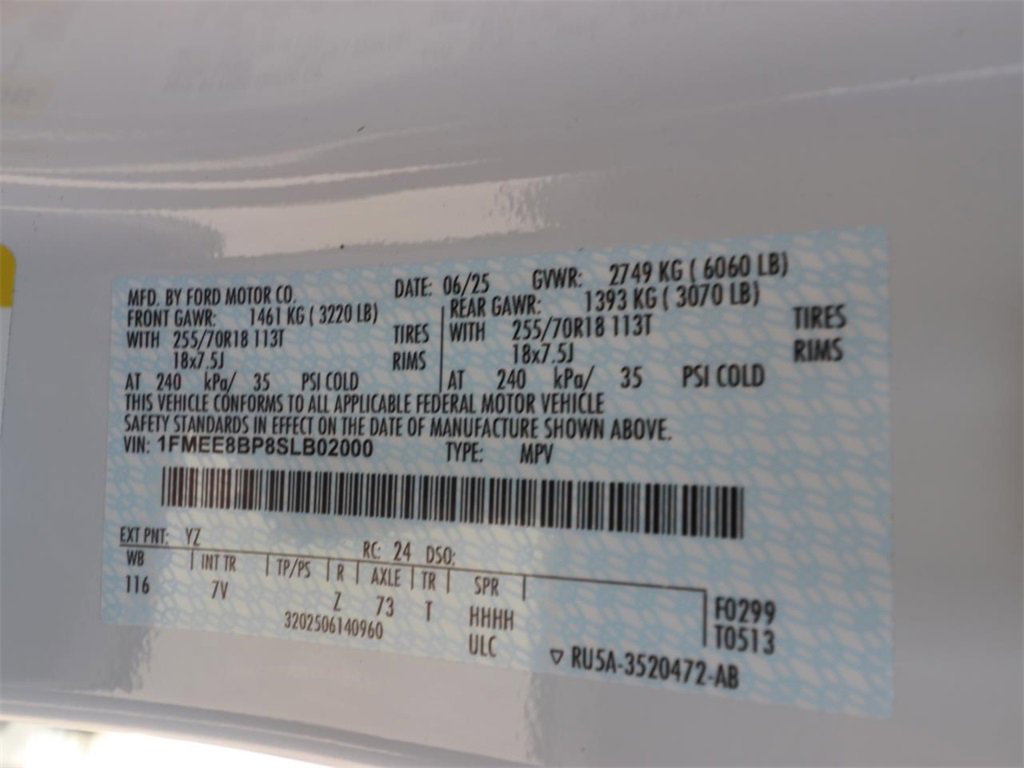 MFD. BY FORD MOTOR CO. DATE: 06/25 GVWR: 2749 KG ( 6060 LB)
FRONT GAWR: 1461 KG ( 3220 LB) REAR GAWR: 1393 KG ( 3070 LB)
WITH 255/70R18 113T TIRES WITH 255/70R18 113T TIRES
18x7.5J RIMS 18x7.5J RIMS
AT 240 kPa/ 35 PSI COLD AT 240 kPa/ 35 PSI COLD
THIS VEHICLE CONFORMS TO ALL APPLICABLE FEDERAL MOTOR VEHICLE
SAFETY STANDARDS IN EFFECT ON THE DATE OF MANUFACTURE SHOWN ABOVE.
VIN: 1FMEE8BP8SLB02000 TYPE: MPV
EXT PNT: YZ RC: 24 DSO:
WB INT TR TP/PS R AXLE TR SPR
116 7V Z 73 T HHHH F0299
3202506140960 ULC T0513
RU5A-3520472-AB